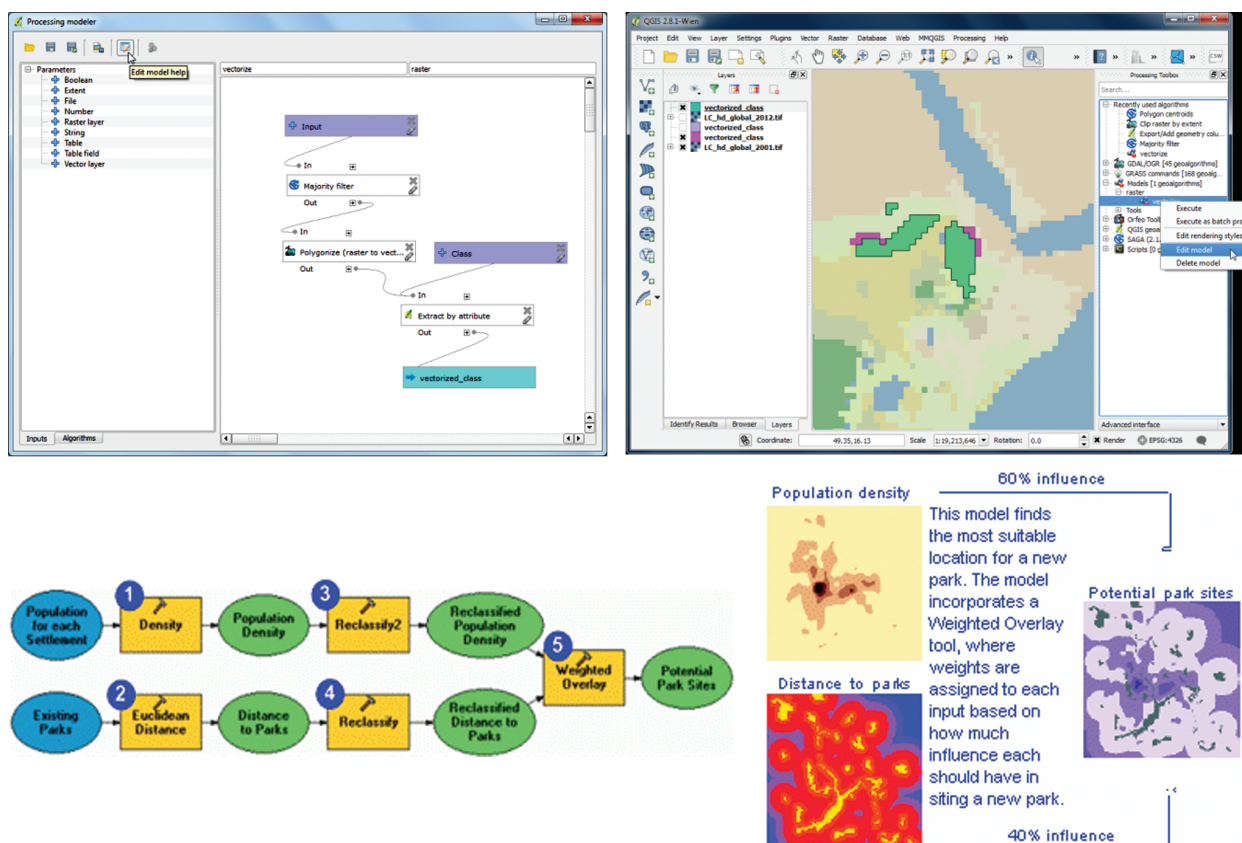 Processing modeler
Edit model help
Parameters
Boolean
Extent
File
Number
Raster layer
String
Table
Table field
Vector layer
Inputs
Algorithms
vectorize
raster
Input
In
Majority filter
Out
In
Polygonize (raster to vect...
Class
Out
In
Extract by attribute
Out
vectorized_class
QGIS 2.8.1-Wien
Project Edit View Layer Settings Plugins Vector Raster Database Web MMQGIS Processing Help
CSW
Layers
vectorized_class
LC_hd_global_2012.tif
vectorized_class
vectorized_class
LC_hd_global_2001.tif
Identify Results
Browser
Layers
Processing Toolbox
Search...
Recently used algorithms
Polygon centroids
Clip raster by extent
Export/Add geometry colu...
Majority filter
vectorize
GDAL/OGR [45 geoalgorithms]
GRASS commands [168 geoalg...
Models [1 geoalgorithms]
raster
Tools
Orfeo Tool
QGIS geoa
SAGA (2.1.
Scripts [0 g
Execute
Execute as batch pro
Edit rendering styles
Edit model
Delete model
Advanced interface
Coordinate: 49.35,16.13 Scale 1:19,213,646 Rotation: 0.0 Render EPSG:4326
Population
for each
Settlement
1
Density
Population
Density
3
Reclassify2
Reclassified
Population
Density
5
Weighted
Overlay
Potential
Park Sites
Existing
Parks
2
Euclidean
Distance
Distance
to Parks
4
Reclassify
Reclassified
Distance to
Parks
Population density
60% influence
This model finds
the most suitable
location for a new
park. The model
incorporates a
Weighted Overlay
tool, where
weights are
assigned to each
input based on
how much
influence each
should have in
siting a new park.
Potential park sites
Distance to parks
40% influence